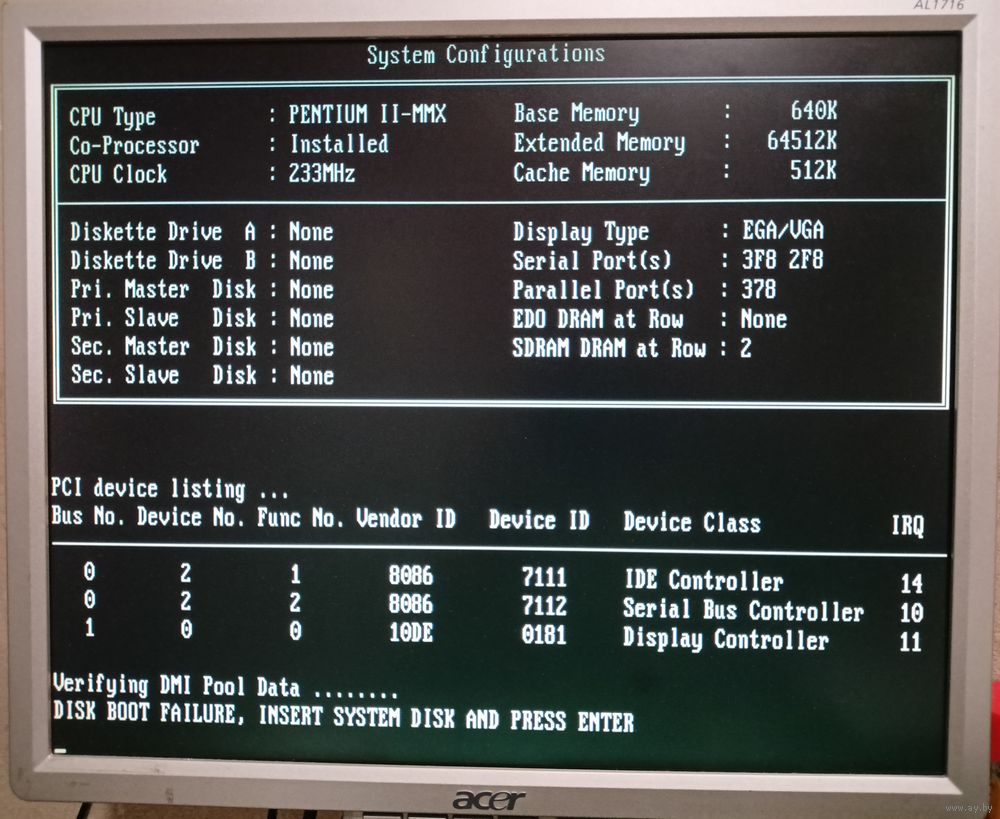 AL1716
System Configurations
CPU Type : PENTIUM II-MMX Base Memory : 640K
Co-Processor : Installed Extended Memory : 64512K
CPU Clock : 233MHz Cache Memory : 512K
Diskette Drive A : None Display Type : EGA/VGA
Diskette Drive B : None Serial Port(s) : 3F8 2F8
Pri. Master Disk : None Parallel Port(s) : 378
Pri. Slave Disk : None EDO DRAM at Row : None
Sec. Master Disk : None SDRAM DRAM at Row : 2
Sec. Slave Disk : None
PCI device listing ...
Bus No. Device No. Func No. Vendor ID Device ID Device Class IRQ
0 2 1 8086 7111 IDE Controller 14
0 2 2 8086 7112 Serial Bus Controller 10
1 0 0 10DE 0181 Display Controller 11
Verifying DMI Pool Data ........
DISK BOOT FAILURE, INSERT SYSTEM DISK AND PRESS ENTER
acer
www.ay.by